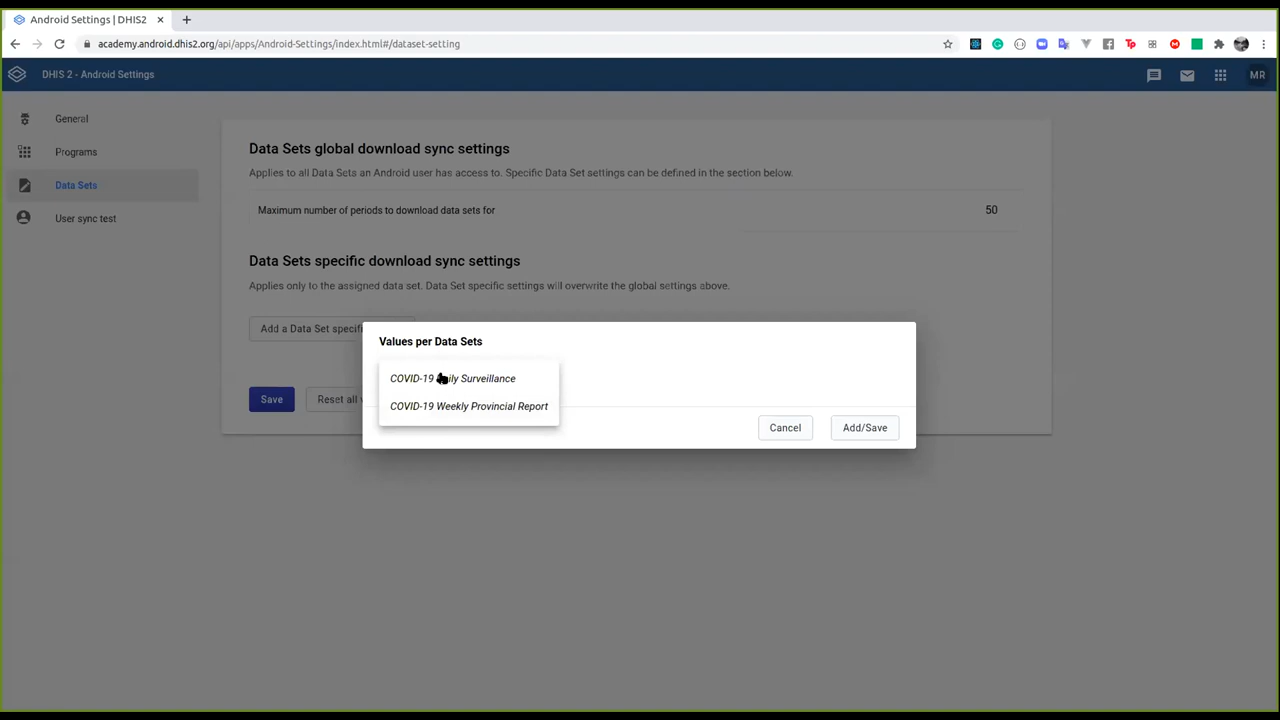 Android Settings | DHIS2
academy.android.dhis2.org/api/apps/Android-Settings/index.html#/dataset-setting
DHIS 2 - Android Settings
MR
General
Programs
Data Sets
User sync test
Data Sets global download sync settings
Applies to all Data Sets an Android user has access to. Specific Data Set settings can be defined in the section below.
Maximum number of periods to download data sets for 50
Data Sets specific download sync settings
Applies only to the assigned data set. Data Set specific settings will overwrite the global settings above.
Add a Data Set specif
Values per Data Sets
COVID-19 Surveillance
COVID-19 Weekly Provincial Report
Cancel Add/Save
Save Reset all